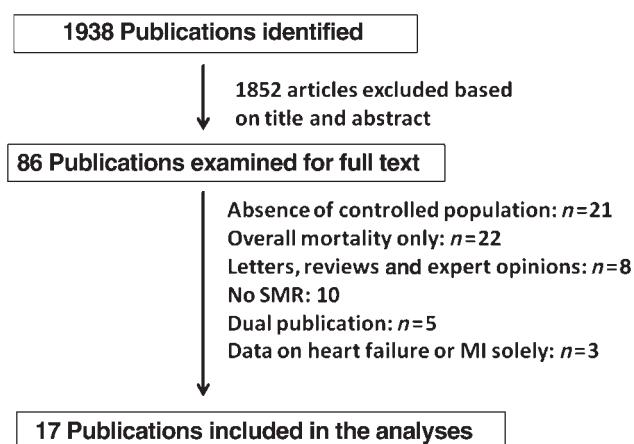 1938 Publications identified
1852 articles excluded based
on title and abstract
86 Publications examined for full text
Absence of controlled population: n=21
Overall mortality only: n=22
Letters, reviews and expert opinions: n=8
No SMR: 10
Dual publication: n=5
Data on heart failure or MI solely: n=3
17 Publications included in the analyses